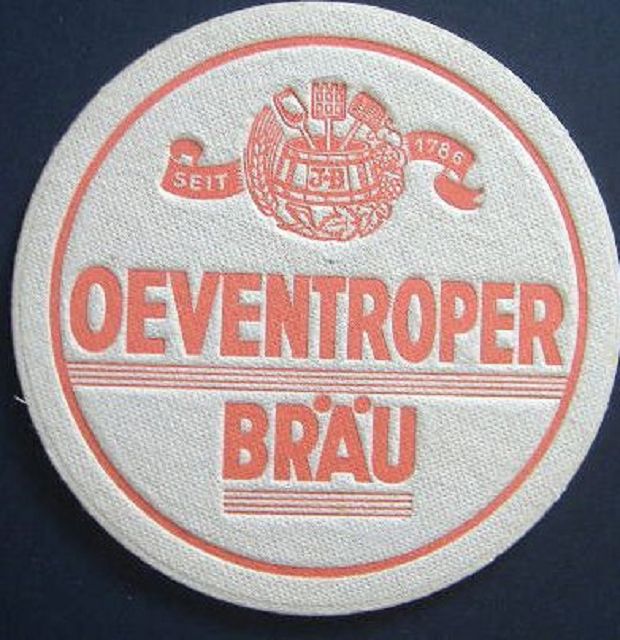 SEIT 1786
J-B
OEVENTROPER
BRÄU